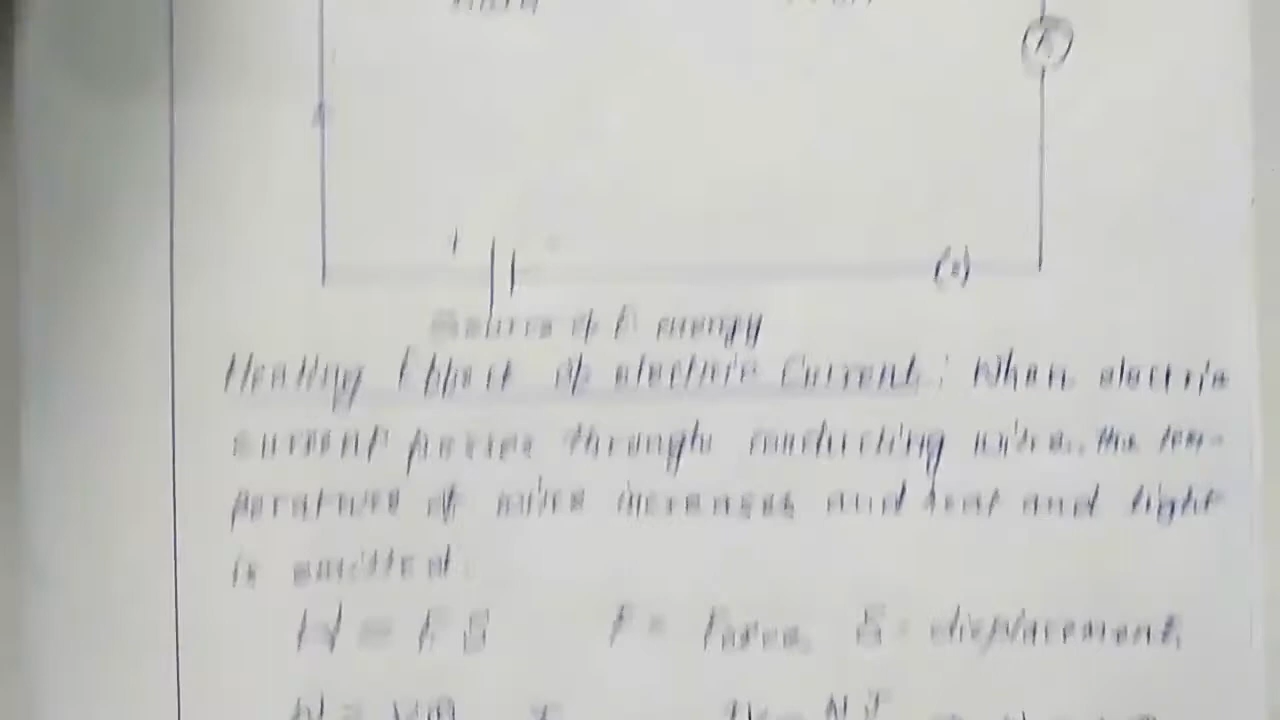 (A)
(·)
Source of E energy
Heating Effect of electric Current: When electric
current passes through conducting wire, the tem-
perature of wire increases and heat and light
is emitted.
W = F S F = Force, S = displacement,